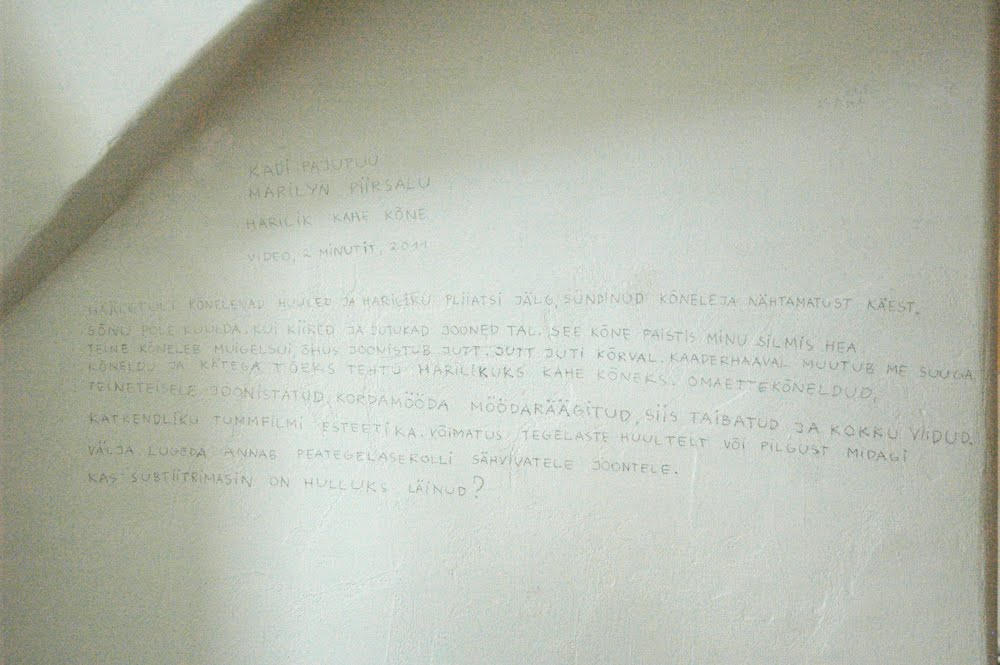 KADI PAJUPUU
MARILYN PIIRSALU
HARILIK KAHE KÕNE
VIDEO, 2 MINUTIT, 2011
HÄÄLETULT KÕNELEVAD HUULED JA HARILIKU PLIIATSI JÄLG, SÜNDINUD KÕNELEJA NÄHTAMATUST KÄEST.
SÕNU POLE KUULDA. KUI KIIRED JA JUTUKAD JOONED TAL. SEE KÕNE PAISTIS MINU SILMIS HEA.
TEINE KÕNELEB MUIGELSUI, ÕHUS JOONISTUB JUTT. JUTT JUTI KÕRVAL. KAADERHAAVAL MUUTUB ME SUUGA
KÕNELDU JA KÄTEGA TÕEKS TEHTU HARILIKUKS KAHE KÕNEKS. OMAETTEKÕNELDUD,
TEINETEISELE JOONISTATUD, KORDAMÖÖDA MÖÖDARÄÄGITUD, SIIS TAIBATUD JA KOKKU VIIDUD.
KATKENDLIKU TUMMFILMI ESTEETIKA. VÕIMATUS TEGELASTE HUULTELT VÕI PILGUST MIDAGI
VÄLJA LUGEDA ANNAB PEATEGELASEROLLI SÄHVIVATELE JOONTELE.
KAS SUBTIITRIMASIN ON HULLUKS LÄINUD?